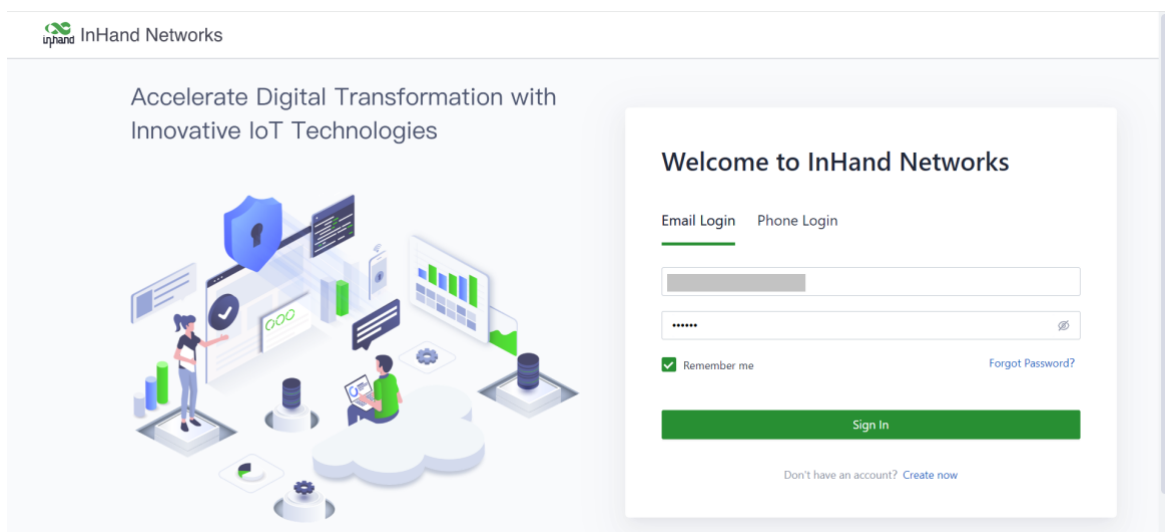 inhand InHand Networks
Accelerate Digital Transformation with
Innovative IoT Technologies
Welcome to InHand Networks
Email Login Phone Login
••••••
Remember me Forgot Password?
Sign In
Don't have an account? Create now